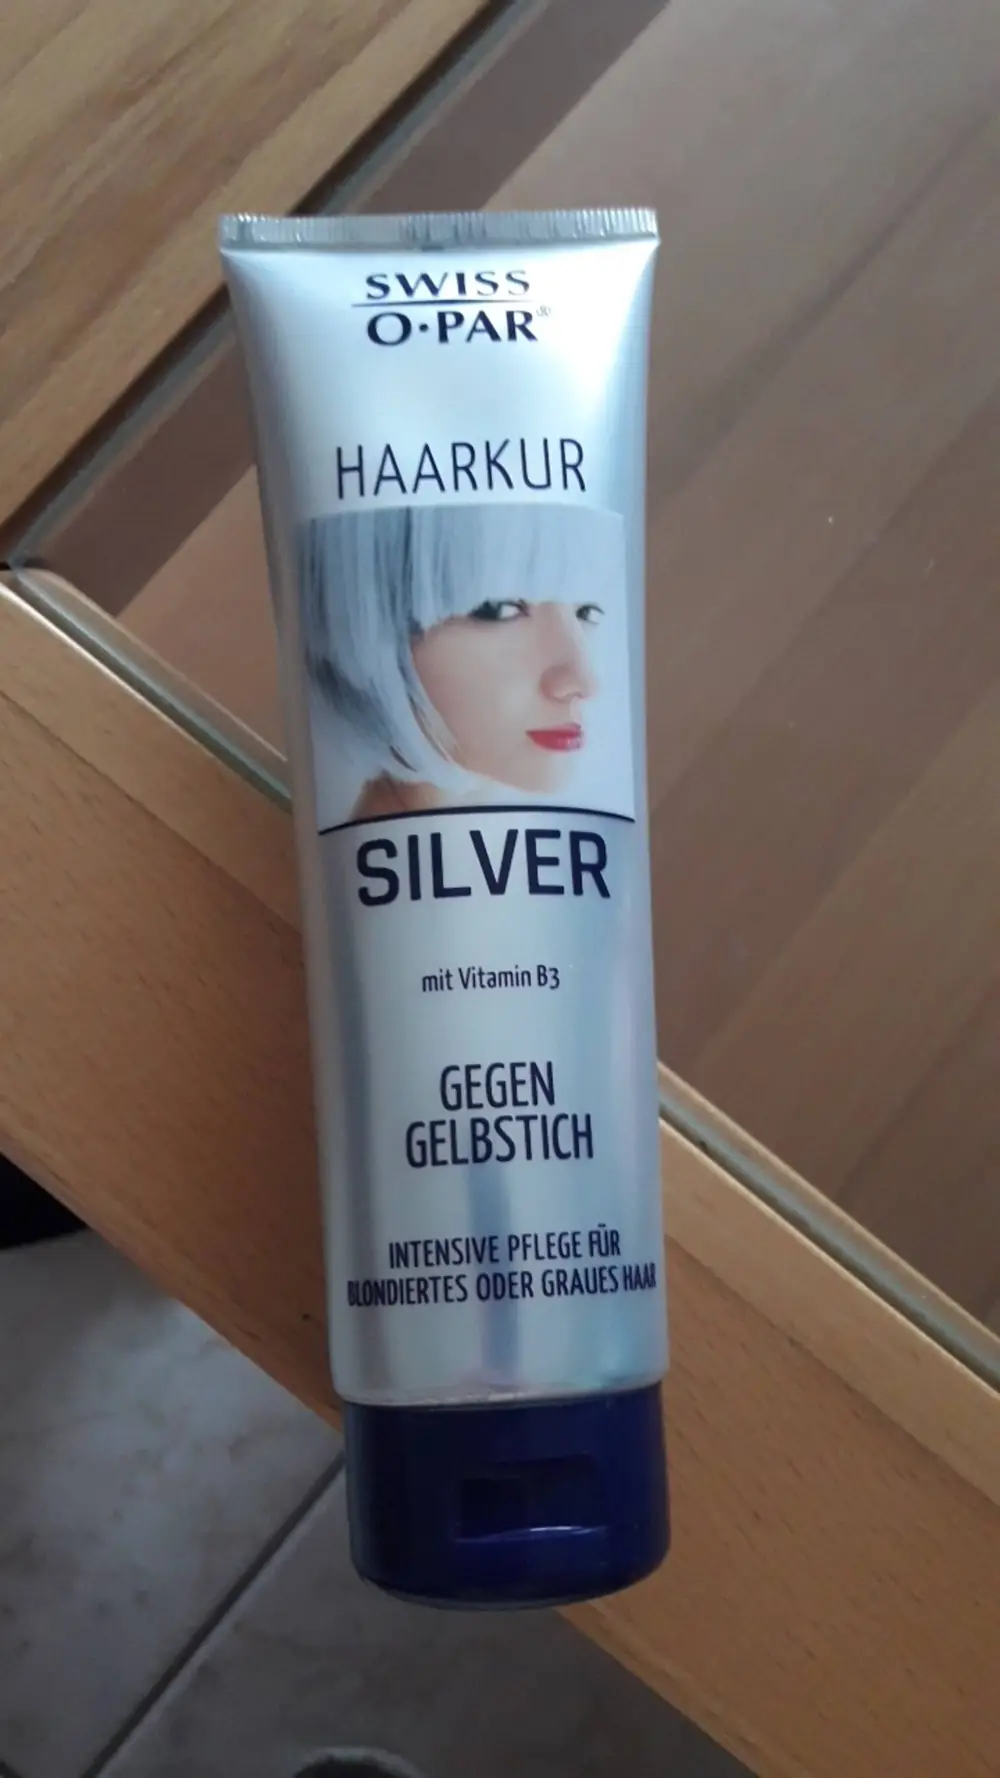 SWISS
O·PAR®
HAARKUR
SILVER
mit Vitamin B3
GEGEN
GELBSTICH
INTENSIVE PFLEGE FÜR
BLONDIERTES ODER GRAUES HAAR